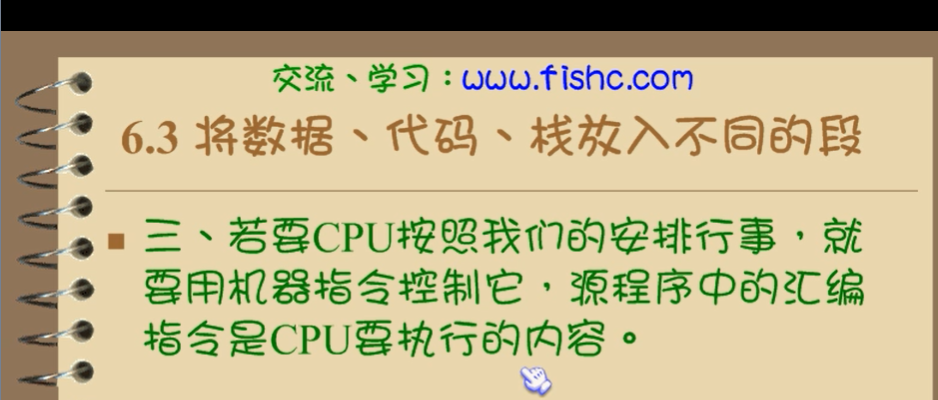 交流、学习：www.fishc.com
6.3 将数据、代码、栈放入不同的段
三、若要CPU按照我们的安排行事，就
要用机器指令控制它，源程序中的汇编
指令是CPU要执行的内容。